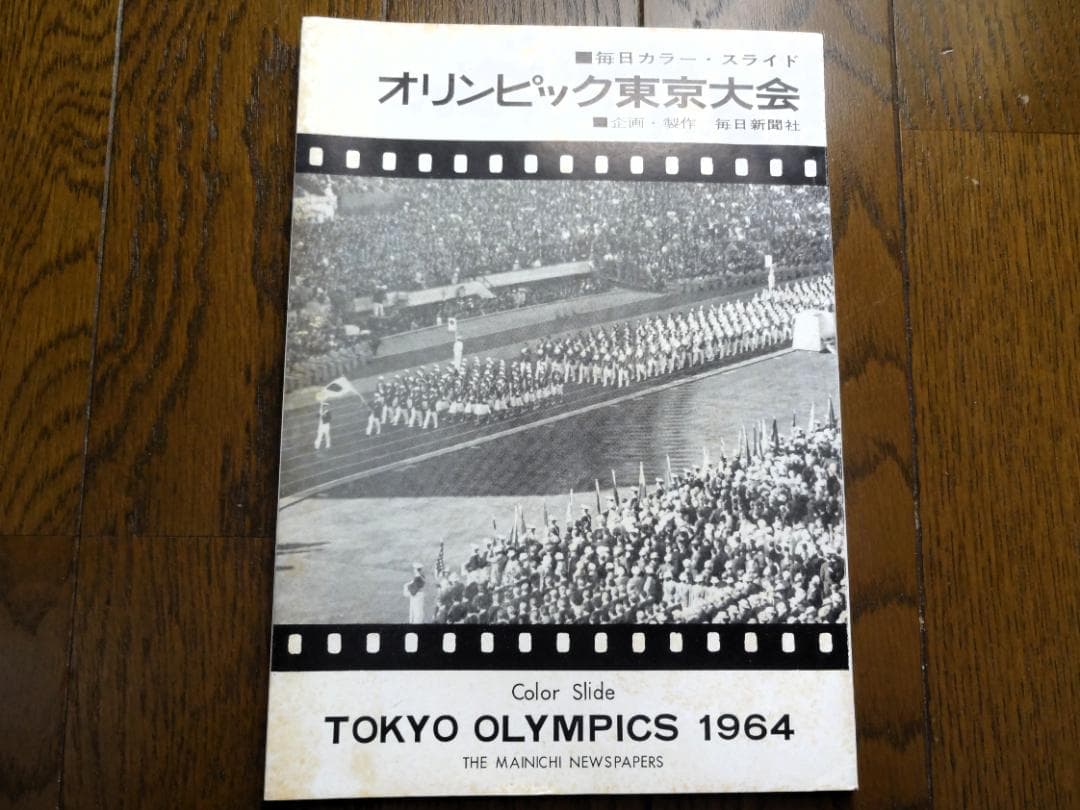 ■毎日カラー・スライド
オリンピック東京大会
■企画・製作 毎日新聞社
Color Slide
TOKYO OLYMPICS 1964
THE MAINICHI NEWSPAPERS